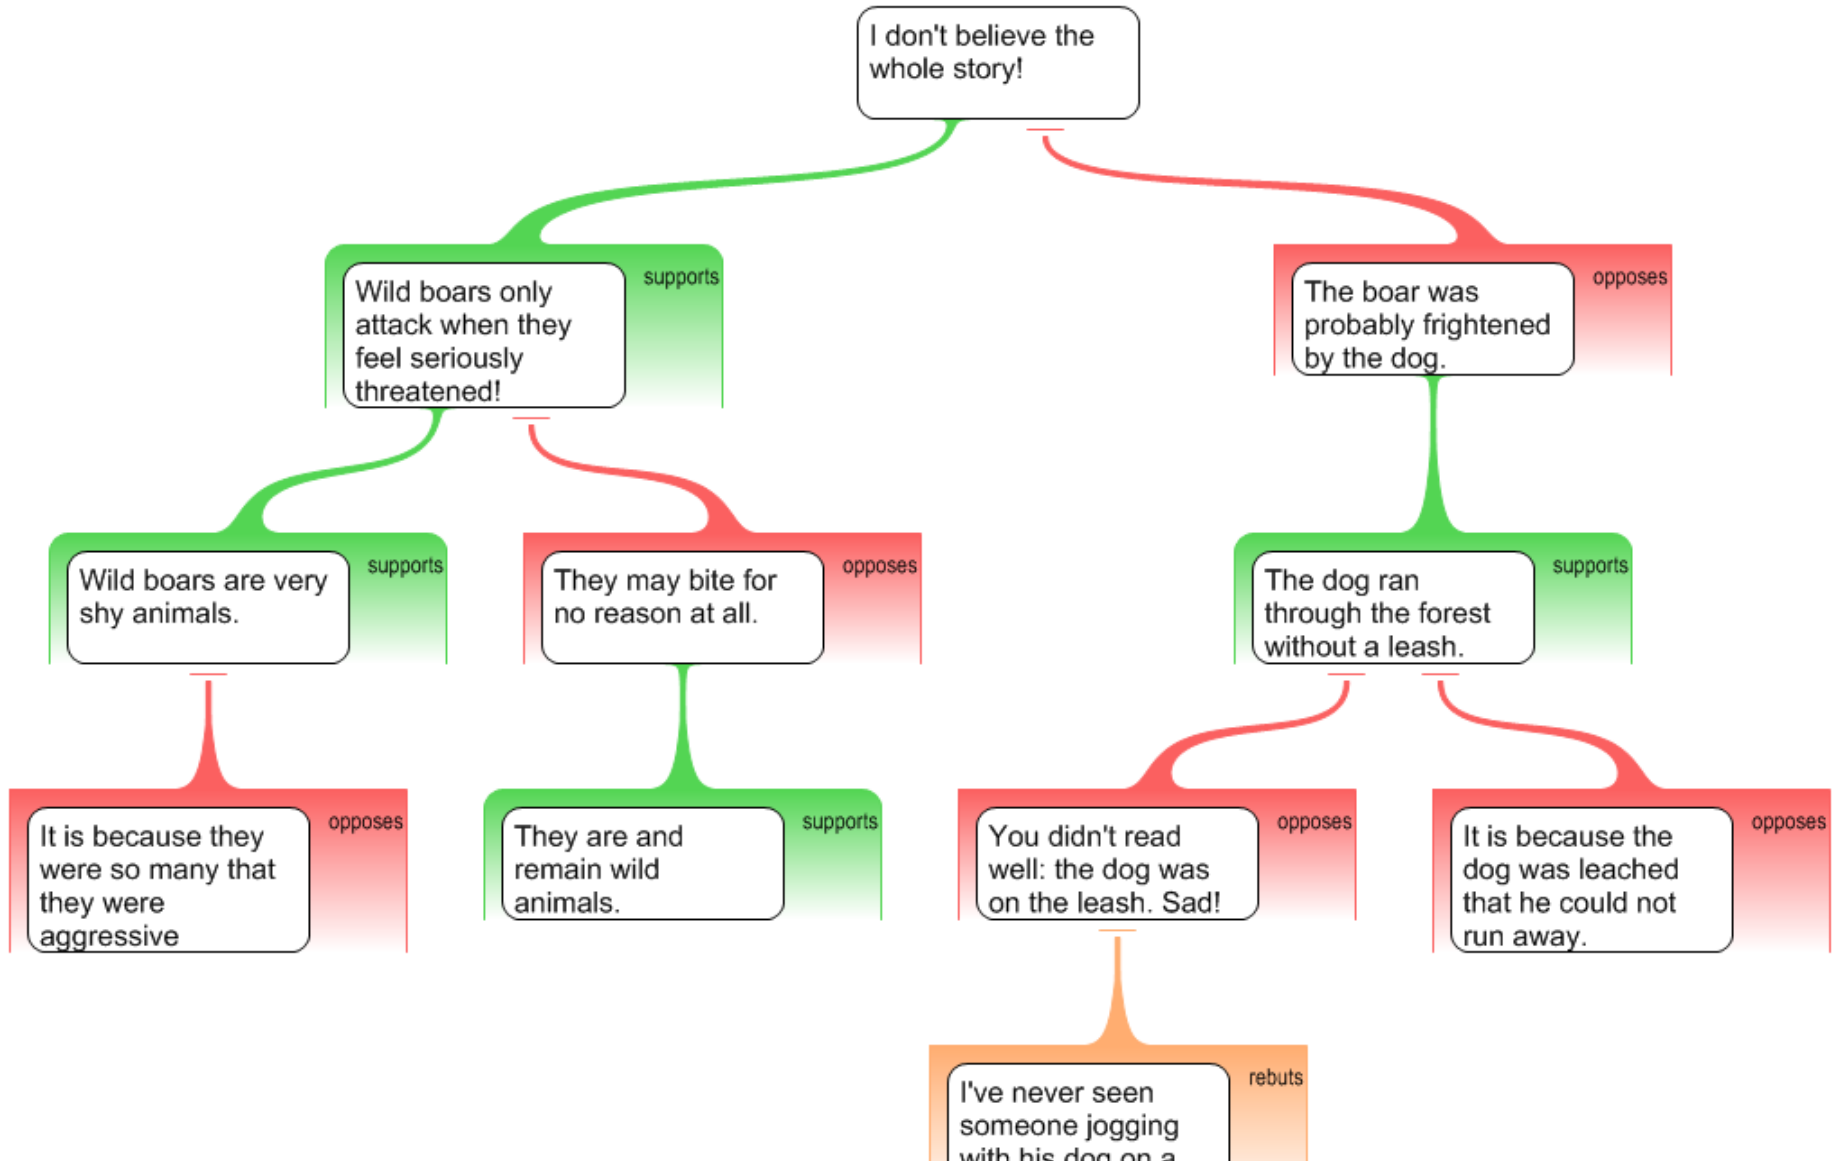 I don't believe the
whole story!
supports
Wild boars only
attack when they
feel seriously
threatened!
opposes
The boar was
probably frightened
by the dog.
supports
Wild boars are very
shy animals.
opposes
They may bite for
no reason at all.
supports
The dog ran
through the forest
without a leash.
opposes
It is because they
were so many that
they were
aggressive
supports
They are and
remain wild
animals.
opposes
You didn't read
well: the dog was
on the leash. Sad!
opposes
It is because the
dog was leached
that he could not
run away.
rebuts
I've never seen
someone jogging
with his dog on a